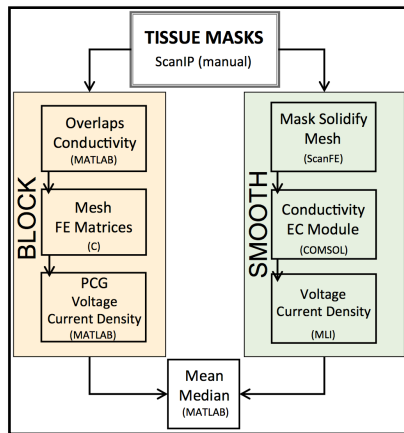 TISSUE MASKS
ScanIP (manual)
BLOCK
Overlaps
Conductivity
(MATLAB)
Mesh
FE Matrices
(C)
PCG
Voltage
Current Density
(MATLAB)
SMOOTH
Mask Solidify
Mesh
(ScanFE)
Conductivity
EC Module
(COMSOL)
Voltage
Current Density
(MLI)
Mean
Median
(MATLAB)